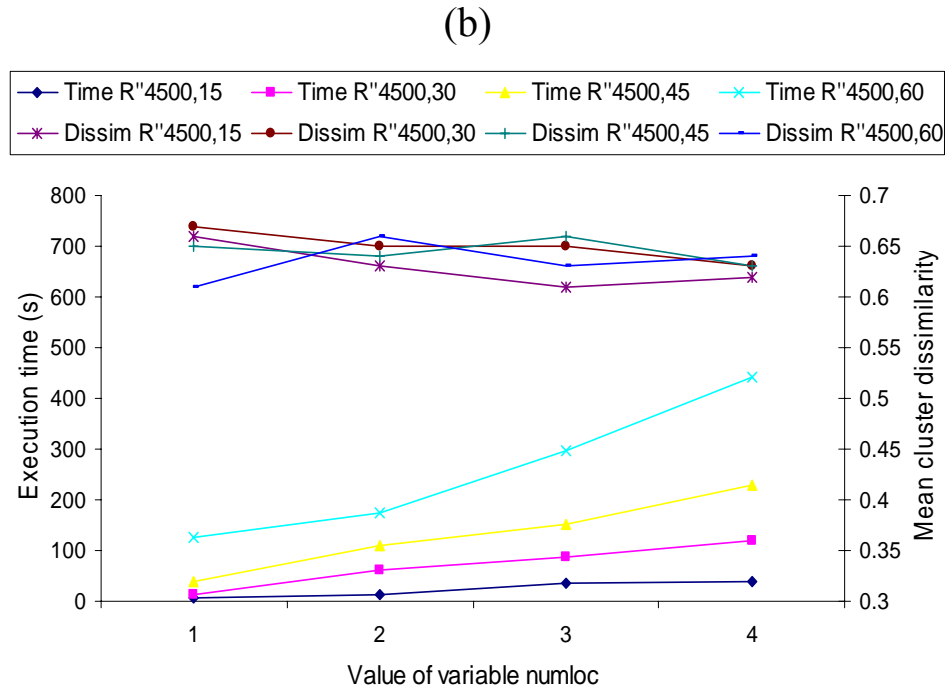 (b)
Time R"4500,15 Time R"4500,30 Time R"4500,45 Time R"4500,60
Dissim R"4500,15 Dissim R"4500,30 Dissim R"4500,45 Dissim R"4500,60
800 0.7
700 0.65
600 0.6
500 0.55
400 0.5
300 0.45
200 0.4
100 0.35
0 0.3
Execution time (s)
Mean cluster dissimilarity
1 2 3 4
Value of variable numloc